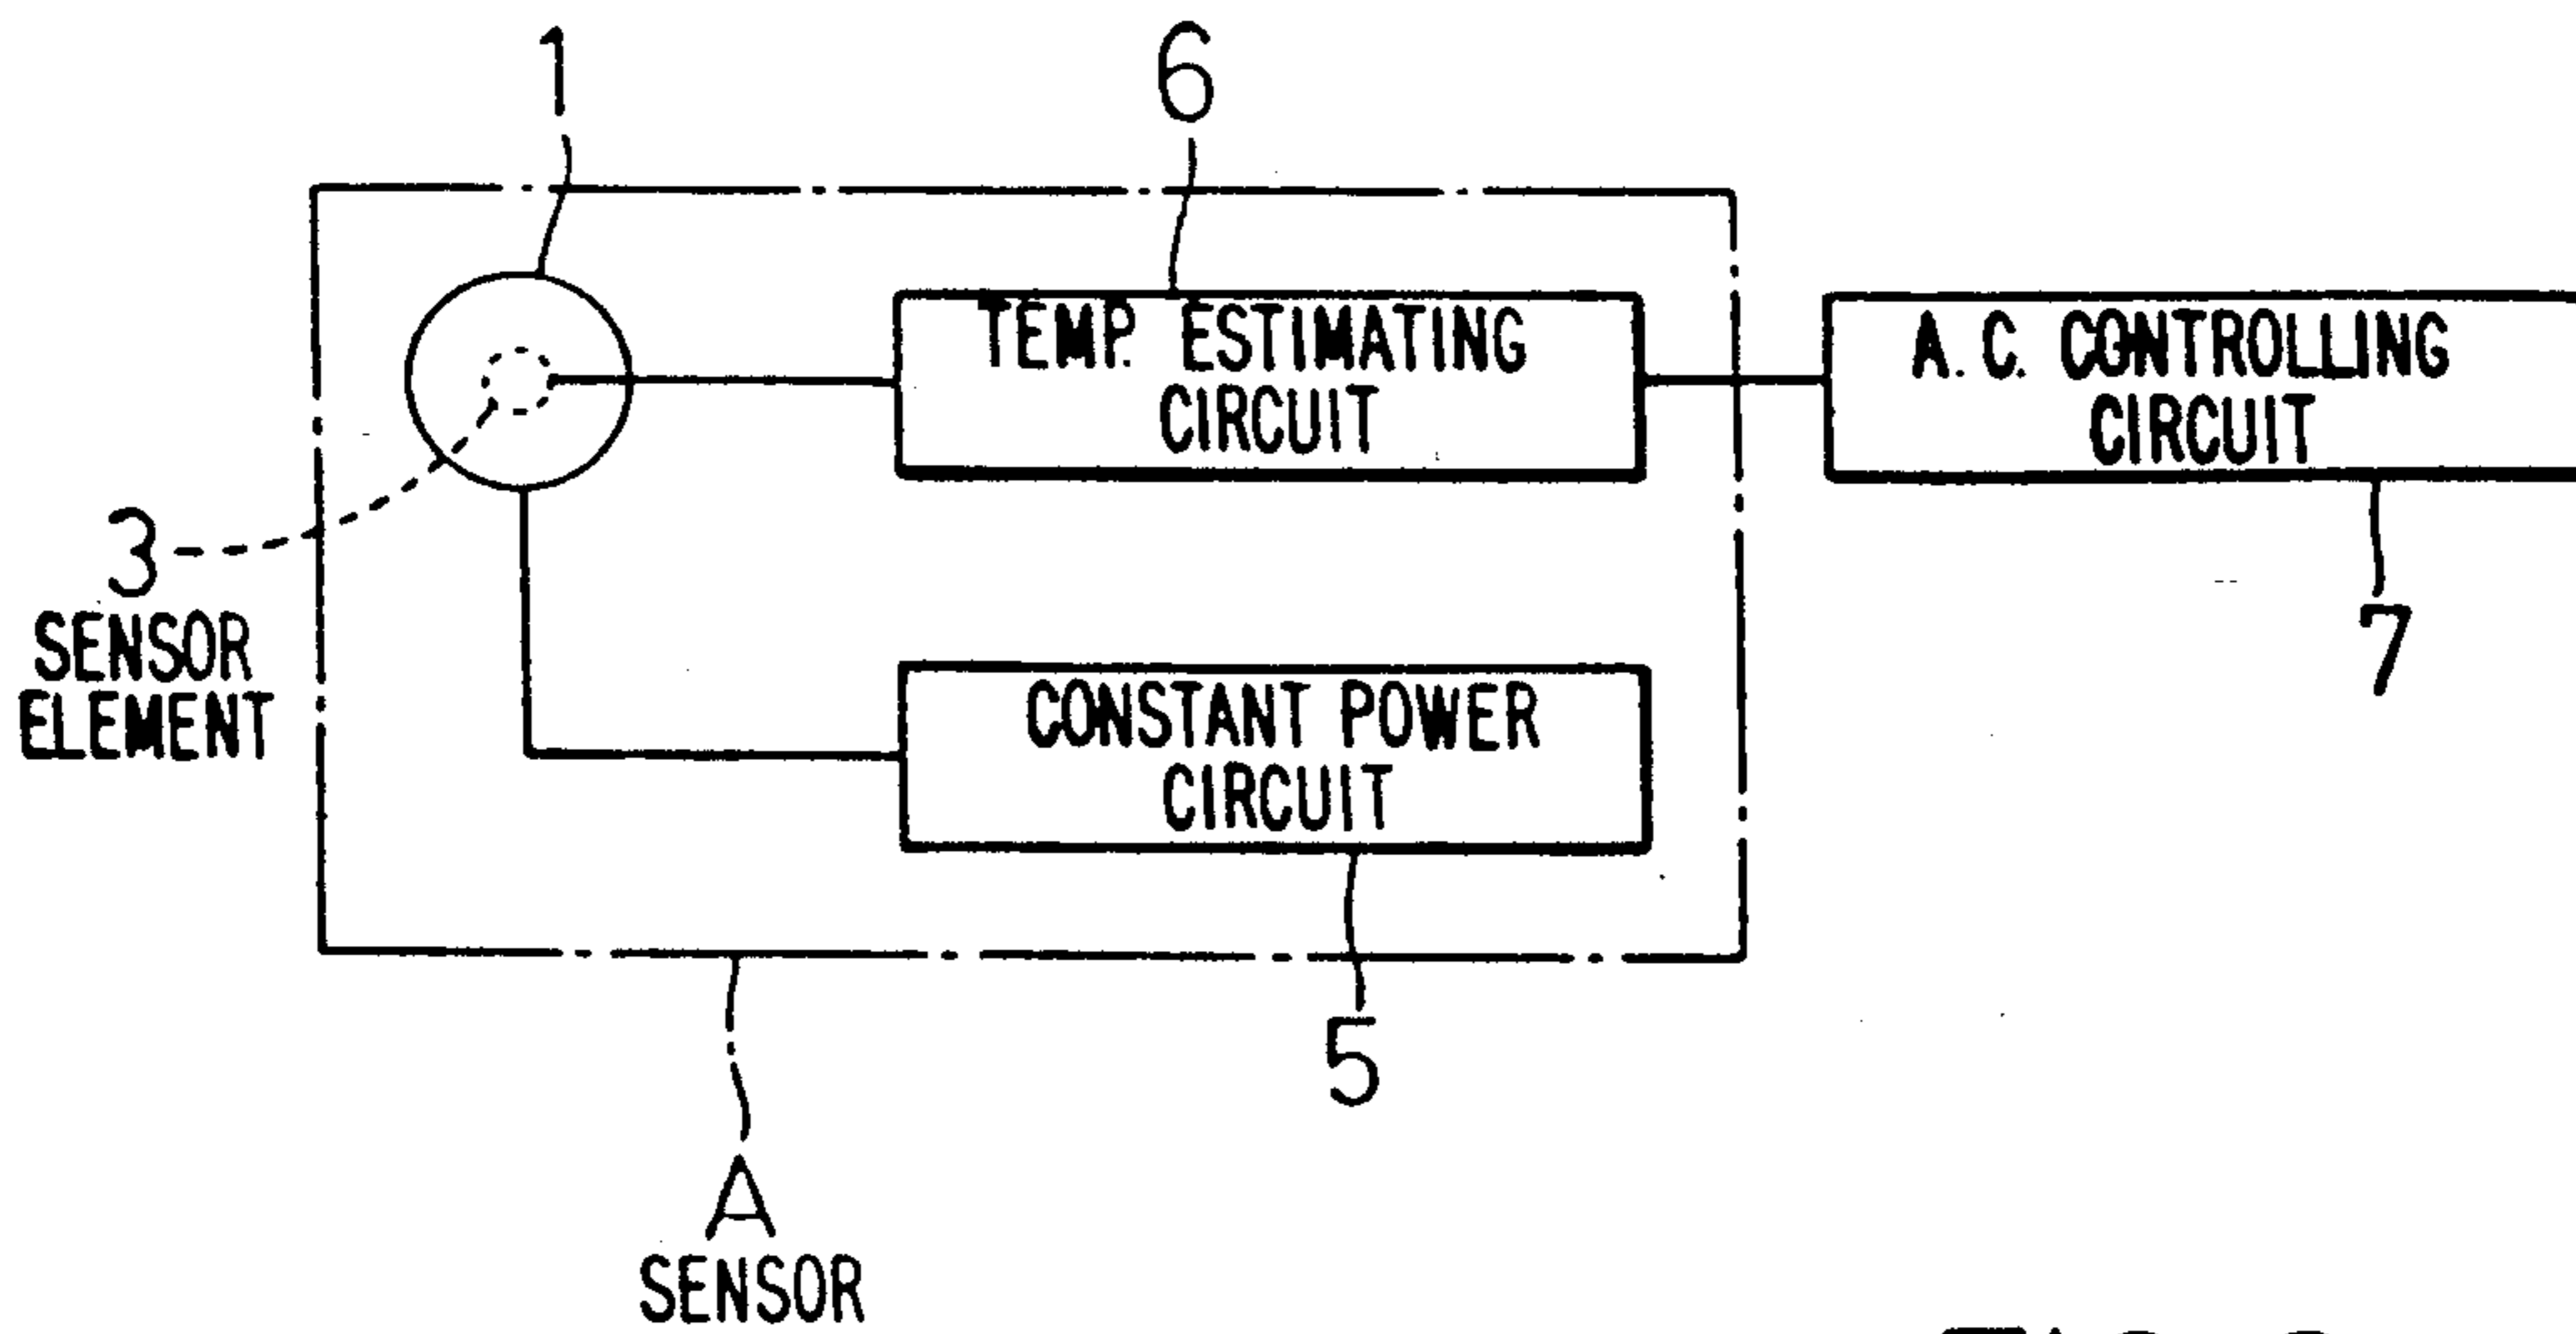 1
6
TEMP. ESTIMATING
CIRCUIT
A. C. CONTROLLING
CIRCUIT
3
SENSOR
ELEMENT
7
CONSTANT POWER
CIRCUIT
5
A
SENSOR